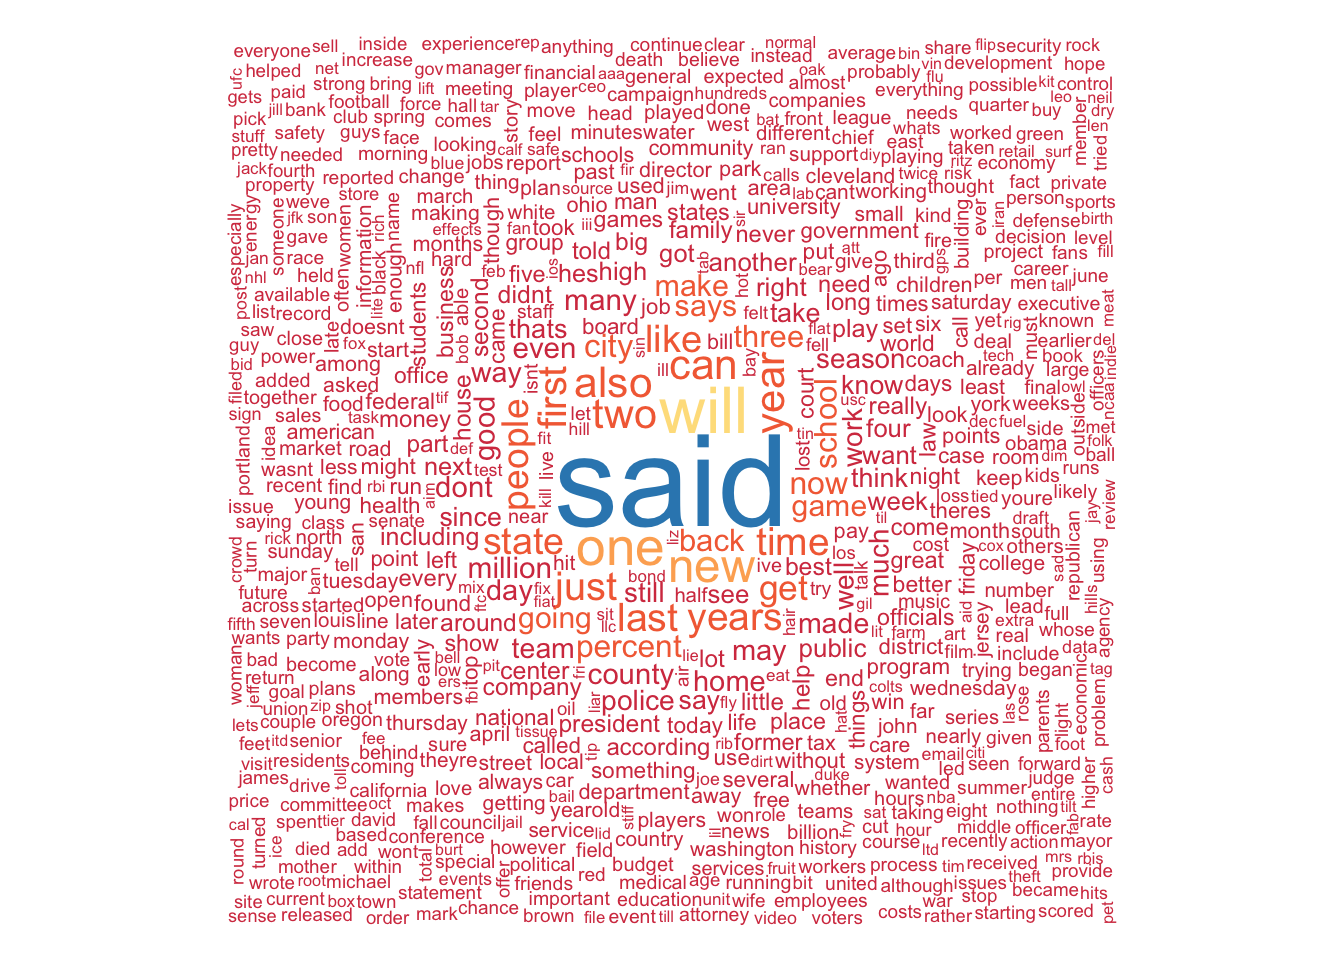 everyone sell inside experience rep anything continue clear normal average bin share flip security rock
ufc helped net increase gov manager financial aaa general death believe instead expected oak almost probably vin flu development hope
gets paid strong bring lift meeting player ceo campaign hundreds companies everything possible kit control
pick jill bank football force hall tar story move head played done bat front league needs quarter buy leo neil dry
stuff safety club spring comes guys face looking feel minutes water west different chief whats east worked green member len
pretty needed morning blue jobs calf safe report schools community ran support diy playing taken retail surf tried
jack fourth reported change thing plan past fir director park calls cleveland twice risk ritz economy
property weve store march source used jim went area lab cant working thought fact private
especially energy jfk son someone women information rich name making effects white ohio man iii games states sir university small kind ever person sports
jan gave race often black enough months though group fan took family never government building iran defense birth
nhl held lite nfl hard feb five told big got tab another put att fire gps decision level
post available students business second ios hes high bear give third project fans fill
list record able didnt many make hot right need ago children per career men tall june
saw late doesnt came staff job says felt take long times saturday executive meat
guy close fox start bob thats board city sin like bill three flat play set six call yet rig must known
bid power among even ill bay fell world deal earlier del
filed added asked office way isnt first also can year court season coach tech already book large indie caa
together food federal tif house good people let two will school know days least final owl officers
sign sales task money hill usc really look york weeks outside met
idea american def fit lost tin work four law dec fuel side folk
portland market road part said want points obama ball
wasnt less might next test live case room dim
recent find rbi run aim dont kill now think night keep kids runs
issue young health game week loss tied youre likely review
saying class senate since near til theres draft jay
crowd turn rick north san including state one liz back time los pay come month south republican
sunday tell point left million hit new ive best well talk much cost cox others sad using
major ban tuesday every day mix fix just bond still half see get try great friday college hills
future ftc fiat better aid number
across started open found sit llc last years hair gil music lead full agency
fifth seven louis line later around going made lit farm officials art jersey extra real whose
wants party monday show team percent lie lot may public district film include data
womans bad become along vote early bell pit center fri county air home eat help end program trying began tag
return jeff goal plans low ers top fbi company liar colts wednesday rose economic problem
union zip shot members oil police say fly little old win las parents light
lets couple oregon thursday national april tissue president today life place hat things john far series foot
feet itd senior fee behind sure called tip according rib former tax care nearly given
visit residents coming theyre street local use dirt without system email citi
james toll drive california love always car something joe several duke whether led seen forward higher cash
price committee oct makes getting bail department away free wanted summer judge entire
cal spent tier david fall council jail yearold stiff players won role teams hours nba sat taking eight nothing tilt fab rate
round turned ice based conference service lid country ill news billion fry cut hour middle officer
died add wont burt however field washington history course ltd recently action mayor
mother within total special offer political budget services fruit workers process tim received mrs rbis
wrote root michael events friends red medical age running bit united although issues theft provide
site current box town statement important education unit wife employees war stop became hits
sense released order mark chance brown file event till attorney video voters costs rather starting scored pet